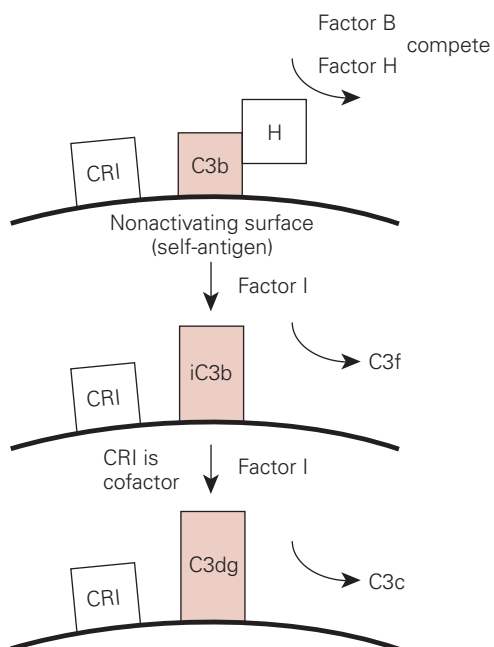 Factor B
compete
Factor H
H
CRI
C3b
Nonactivating surface
(self-antigen)
Factor I
iC3b
C3f
CRI
CRI is
cofactor
Factor I
C3dg
C3c
CRI